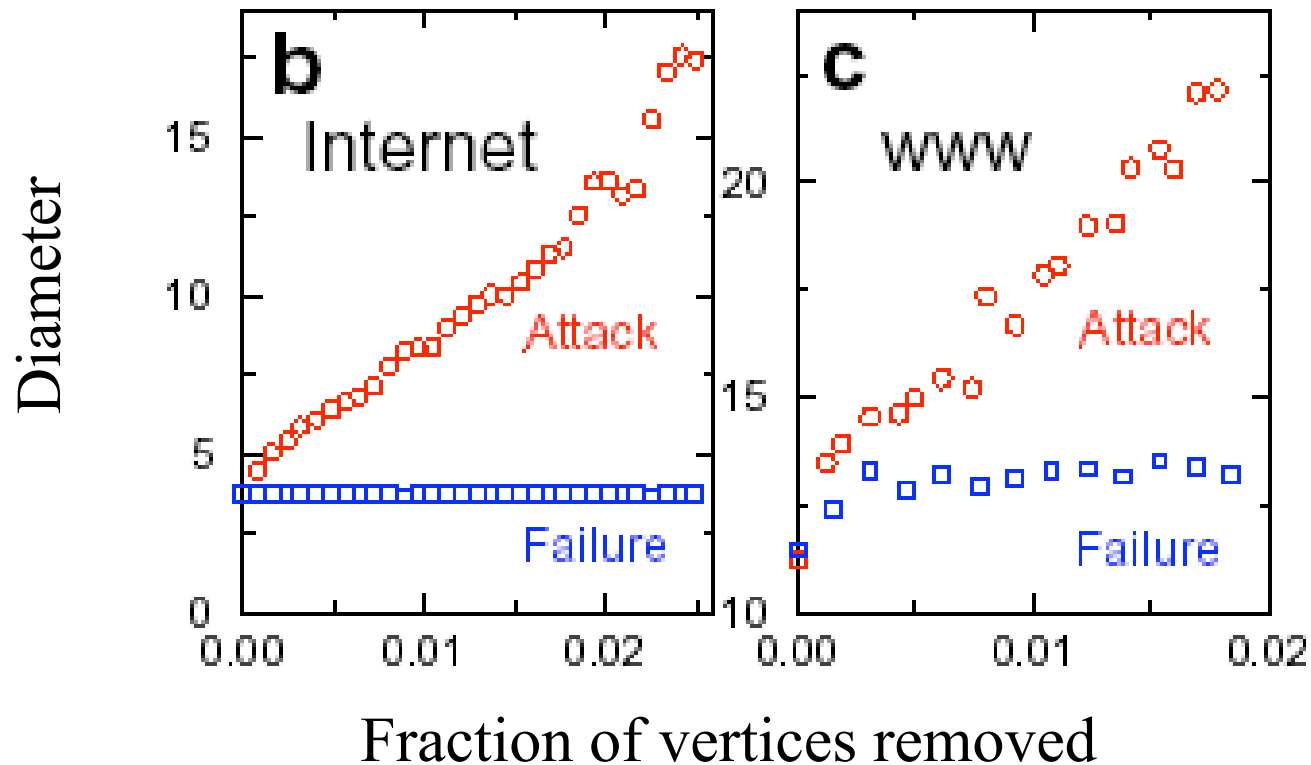 b
Internet
15
10
5
0
Attack
Failure
0.00 0.01 0.02
Diameter
c
www
20
15
10
Attack
Failure
0.00 0.01 0.02
Fraction of vertices removed